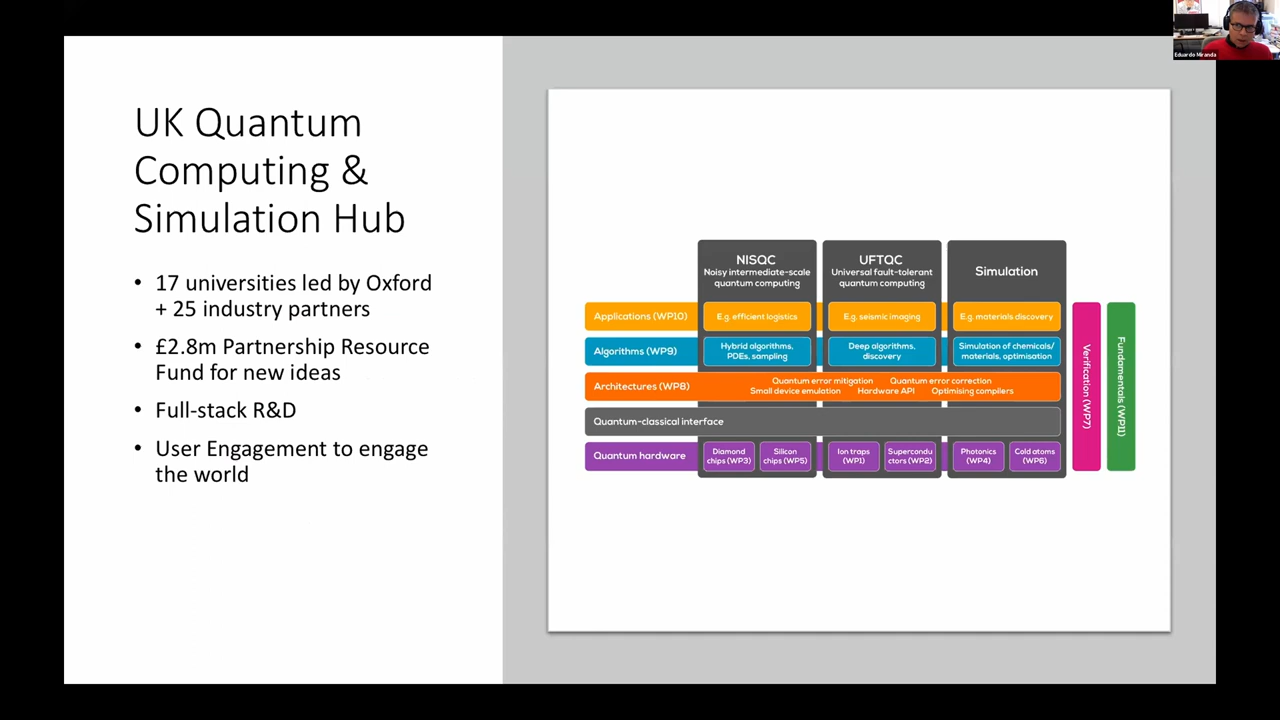 Eduardo Miranda
UK Quantum
Computing &
Simulation Hub
• 17 universities led by Oxford
+ 25 industry partners
• £2.8m Partnership Resource
Fund for new ideas
• Full-stack R&D
• User Engagement to engage
the world
NISQC
Noisy intermediate-scale
quantum computing
UFTQC
Universal fault-tolerant
quantum computing
Simulation
Applications (WP10)
E.g. efficient logistics
E.g. seismic imaging
E.g. materials discovery
Algorithms (WP9)
Hybrid algorithms,
PDEs, sampling
Deep algorithms,
discovery
Simulation of chemicals/
materials, optimisation
Architectures (WP8)
Quantum error mitigation Quantum error correction
Small device emulation Hardware API Optimising compilers
Quantum-classical interface
Quantum hardware
Diamond
chips (WP3)
Silicon
chips (WP5)
Ion traps
(WP1)
Supercondu
ctors (WP2)
Photonics
(WP4)
Cold atoms
(WP6)
Verification (WP7)
Fundamentals (WP11)